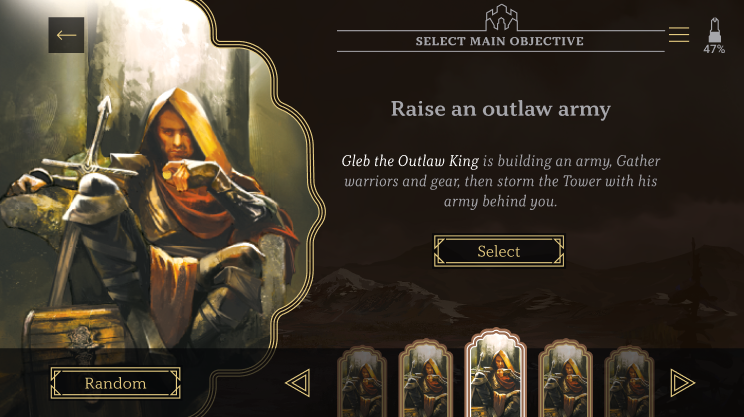 SELECT MAIN OBJECTIVE
47%
Raise an outlaw army
Gleb the Outlaw King is building an army, Gather
warriors and gear, then storm the Tower with his
army behind you.
Select
Random